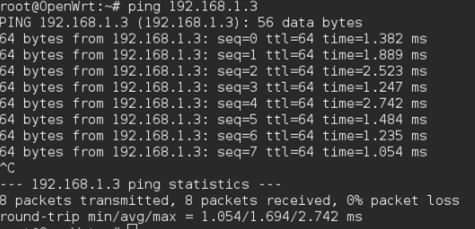 root@OpenWrt:~# ping 192.168.1.3
PING 192.168.1.3 (192.168.1.3): 56 data bytes
64 bytes from 192.168.1.3: seq=0 ttl=64 time=1.382 ms
64 bytes from 192.168.1.3: seq=1 ttl=64 time=1.889 ms
64 bytes from 192.168.1.3: seq=2 ttl=64 time=2.523 ms
64 bytes from 192.168.1.3: seq=3 ttl=64 time=1.247 ms
64 bytes from 192.168.1.3: seq=4 ttl=64 time=2.742 ms
64 bytes from 192.168.1.3: seq=5 ttl=64 time=1.484 ms
64 bytes from 192.168.1.3: seq=6 ttl=64 time=1.235 ms
64 bytes from 192.168.1.3: seq=7 ttl=64 time=1.054 ms
^C
--- 192.168.1.3 ping statistics ---
8 packets transmitted, 8 packets received, 0% packet loss
round-trip min/avg/max = 1.054/1.694/2.742 ms